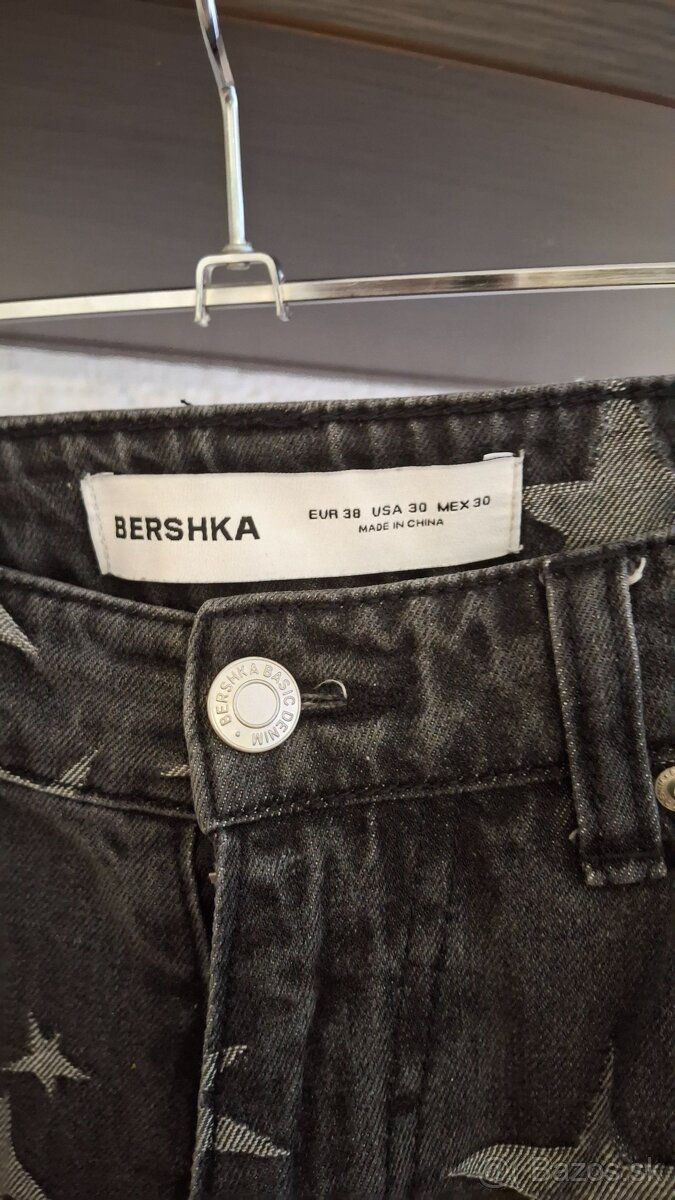 BERSHKA
EUR 38 USA 30 MEX 30
MADE IN CHINA
BERSHKA BASIC DENIM
Bazos.sk